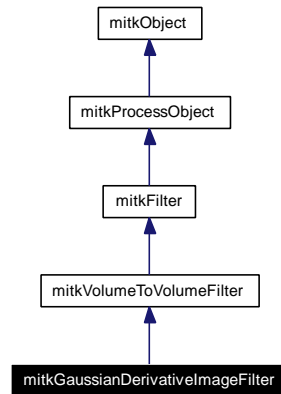 mitkObject
mitkProcessObject
mitkFilter
mitkVolumeToVolumeFilter
mitkGaussianDerivativeImageFilter